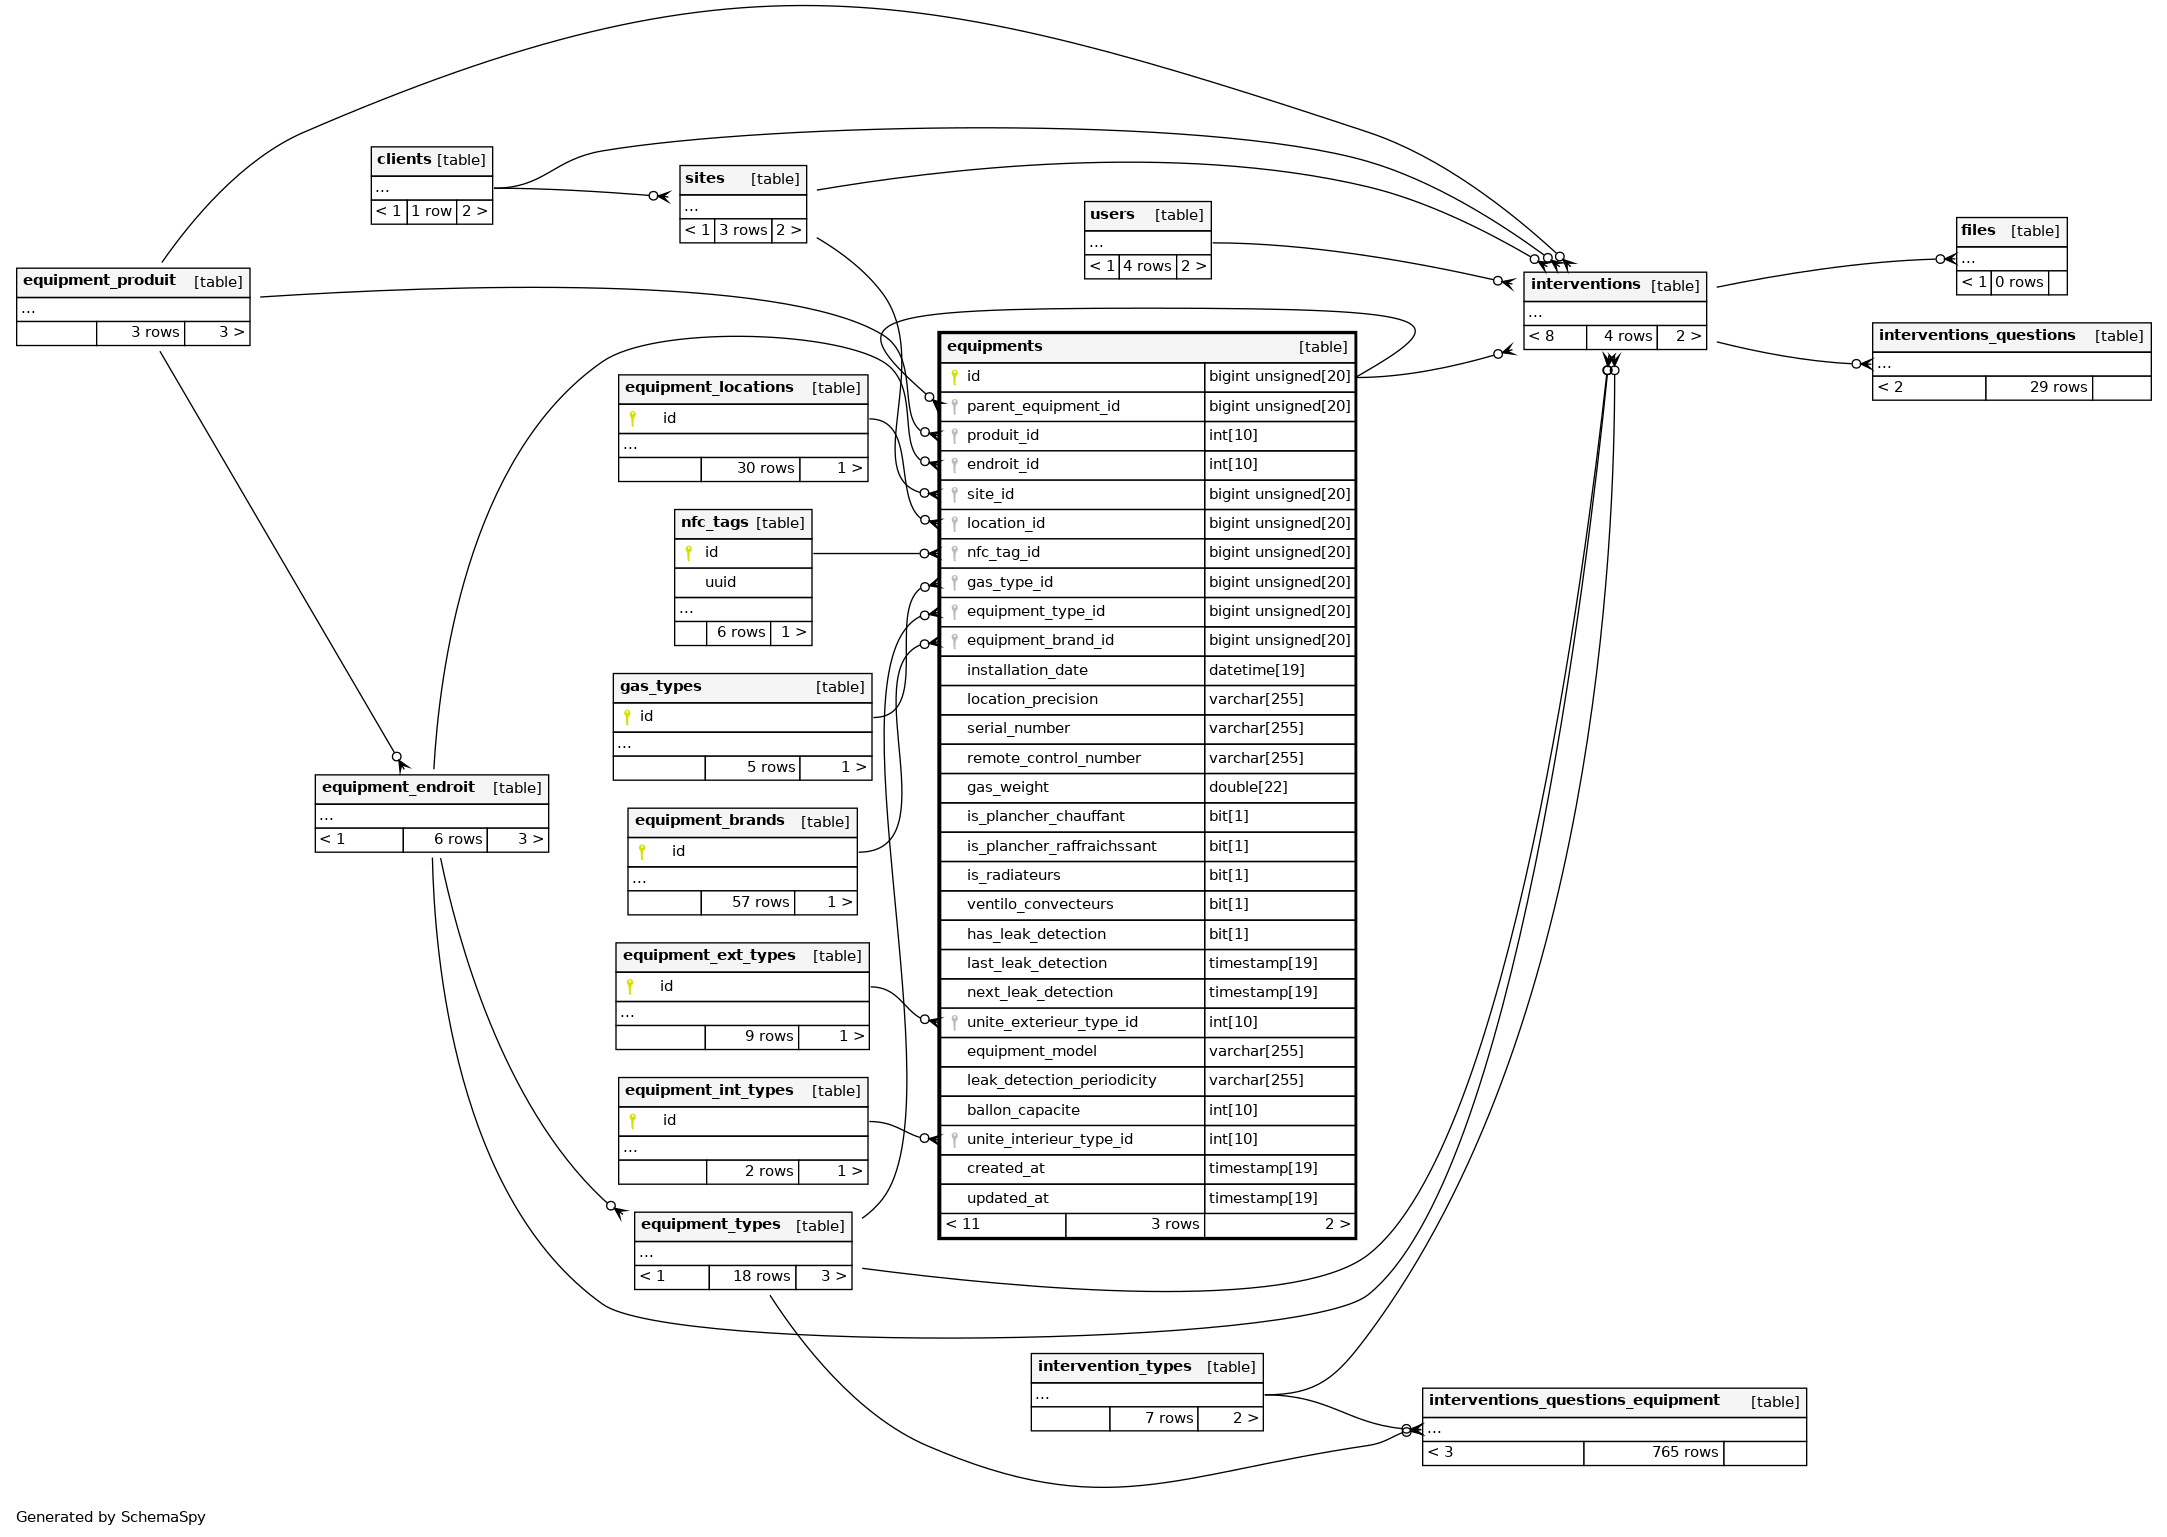 clients [table]
...
< 1 1 row 2 >
sites [table]
...
< 1 3 rows 2 >
users [table]
...
< 1 4 rows 2 >
files [table]
...
< 1 0 rows
equipment_produit [table]
...
3 rows 3 >
interventions [table]
...
< 8 4 rows 2 >
interventions_questions [table]
...
< 2 29 rows
equipment_locations [table]
id
...
30 rows 1 >
nfc_tags [table]
id
uuid
...
6 rows 1 >
gas_types [table]
id
...
5 rows 1 >
equipment_endroit [table]
...
< 1 6 rows 3 >
equipment_brands [table]
id
...
57 rows 1 >
equipment_ext_types [table]
id
...
9 rows 1 >
equipment_int_types [table]
id
...
2 rows 1 >
equipment_types [table]
...
< 1 18 rows 3 >
equipments [table]
id bigint unsigned[20]
parent_equipment_id bigint unsigned[20]
produit_id int[10]
endroit_id int[10]
site_id bigint unsigned[20]
location_id bigint unsigned[20]
nfc_tag_id bigint unsigned[20]
gas_type_id bigint unsigned[20]
equipment_type_id bigint unsigned[20]
equipment_brand_id bigint unsigned[20]
installation_date datetime[19]
location_precision varchar[255]
serial_number varchar[255]
remote_control_number varchar[255]
gas_weight double[22]
is_plancher_chauffant bit[1]
is_plancher_raffraichssant bit[1]
is_radiateurs bit[1]
ventilo_convecteurs bit[1]
has_leak_detection bit[1]
last_leak_detection timestamp[19]
next_leak_detection timestamp[19]
unite_exterieur_type_id int[10]
equipment_model varchar[255]
leak_detection_periodicity varchar[255]
ballon_capacite int[10]
unite_interieur_type_id int[10]
created_at timestamp[19]
updated_at timestamp[19]
< 11 3 rows 2 >
intervention_types [table]
...
7 rows 2 >
interventions_questions_equipment [table]
...
< 3 765 rows
Generated by SchemaSpy